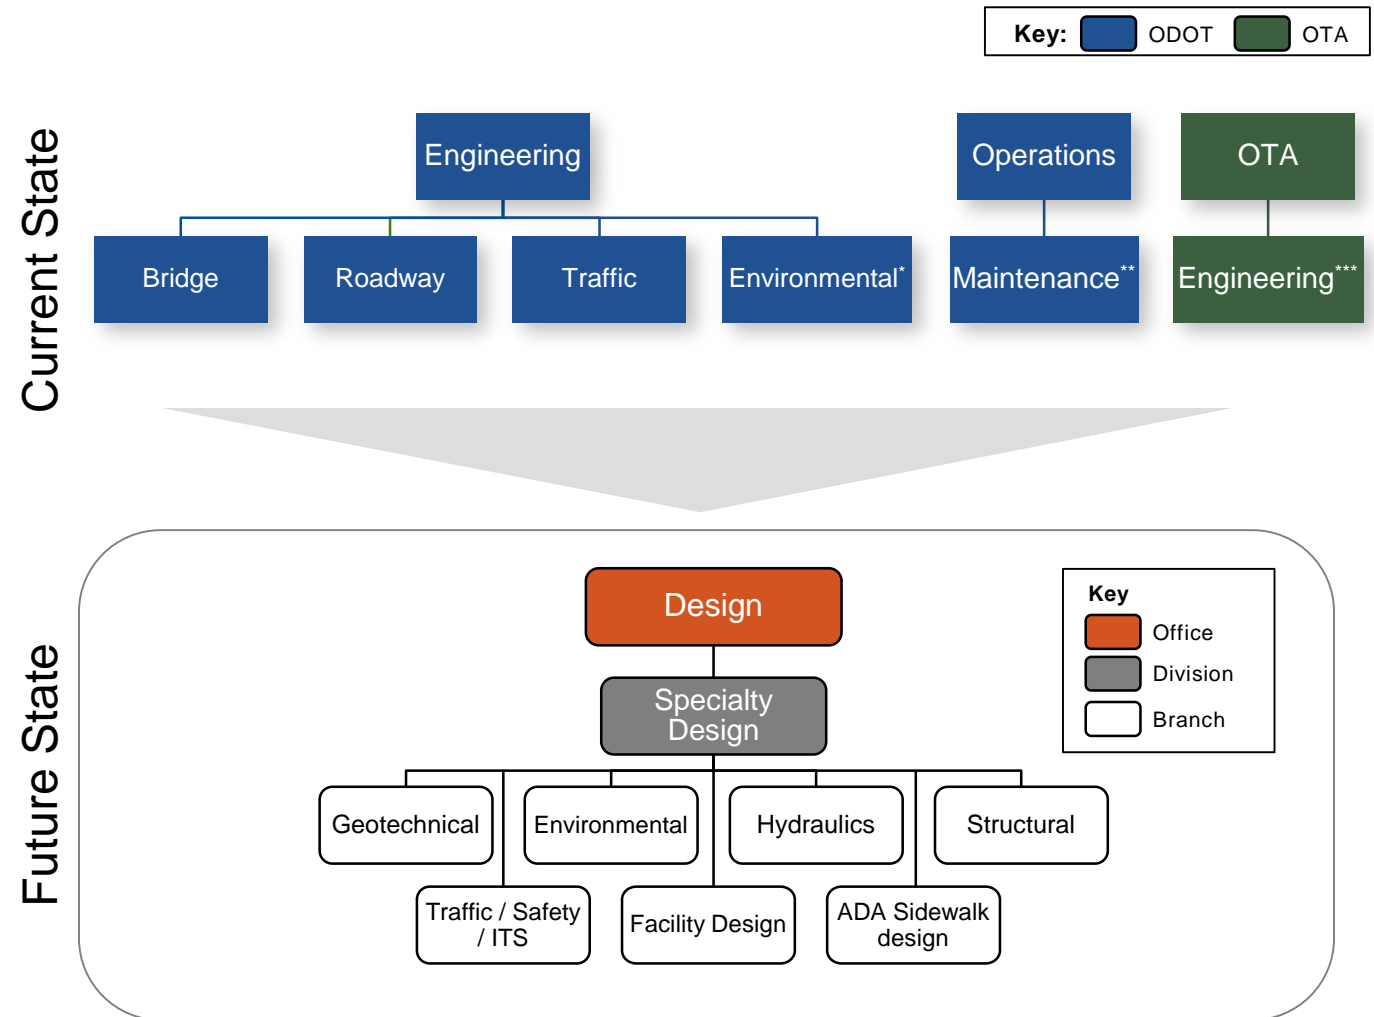 Key: ODOT OTA
Current State
Engineering
Operations
OTA
Bridge
Roadway
Traffic
Environmental*
Maintenance**
Engineering***
Future State
Design
Key
Office
Division
Branch
Specialty
Design
Geotechnical
Environmental
Hydraulics
Structural
Traffic / Safety
/ ITS
Facility Design
ADA Sidewalk
design